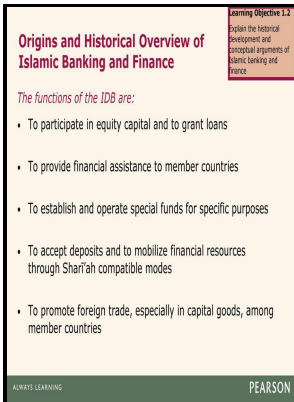 Learning Objective 1.2
Explain the historical
development and
conceptual arguments of
Islamic banking and
finance
Origins and Historical Overview of
Islamic Banking and Finance
The functions of the IDB are:
• To participate in equity capital and to grant loans
• To provide financial assistance to member countries
• To establish and operate special funds for specific purposes
• To accept deposits and to mobilize financial resources
through Shari'ah compatible modes
• To promote foreign trade, especially in capital goods, among
member countries
ALWAYS LEARNING
PEARSON